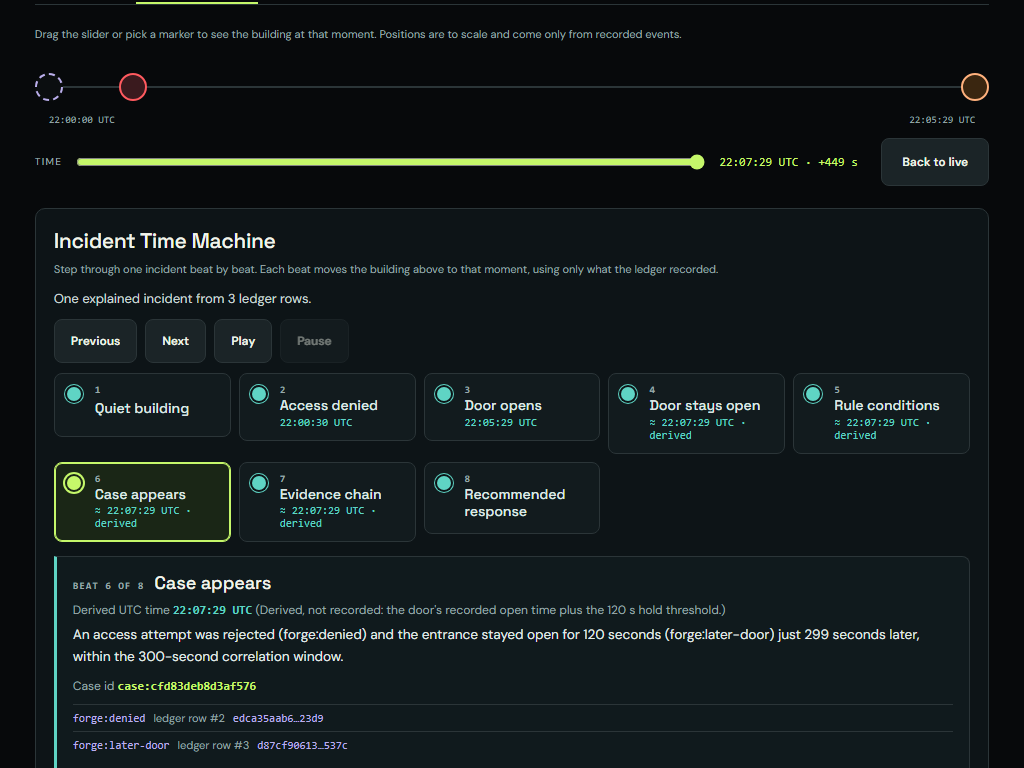 Drag the slider or pick a marker to see the building at that moment. Positions are to scale and come only from recorded events.
22:00:00 UTC
22:05:29 UTC
TIME
22:07:29 UTC · +449 s
Back to live
Incident Time Machine
Step through one incident beat by beat. Each beat moves the building above to that moment, using only what the ledger recorded.
One explained incident from 3 ledger rows.
Previous
Next
Play
Pause
1
Quiet building
2
Access denied
22:00:30 UTC
3
Door opens
22:05:29 UTC
4
Door stays open
≈ 22:07:29 UTC ·
derived
5
Rule conditions
≈ 22:07:29 UTC ·
derived
6
Case appears
≈ 22:07:29 UTC ·
derived
7
Evidence chain
≈ 22:07:29 UTC ·
derived
8
Recommended
response
BEAT 6 OF 8 Case appears
Derived UTC time 22:07:29 UTC (Derived, not recorded: the door's recorded open time plus the 120 s hold threshold.)
An access attempt was rejected (forge:denied) and the entrance stayed open for 120 seconds (forge:later-door) just 299 seconds later,
within the 300-second correlation window.
Case id case:cfd83deb8d3af576
forge:denied ledger row #2 edca35aab6…23d9
forge:later-door ledger row #3 d87cf90613…537c